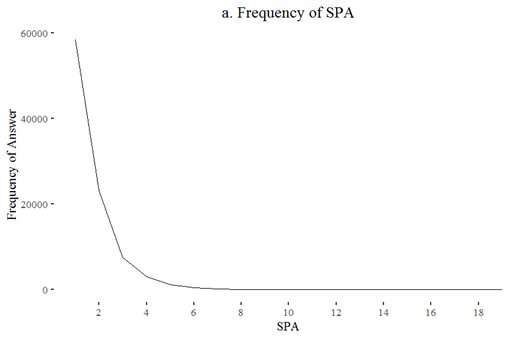 a. Frequency of SPA
60000
40000
20000
0
Frequency of Answer
2 4 6 8 10 12 14 16 18
SPA